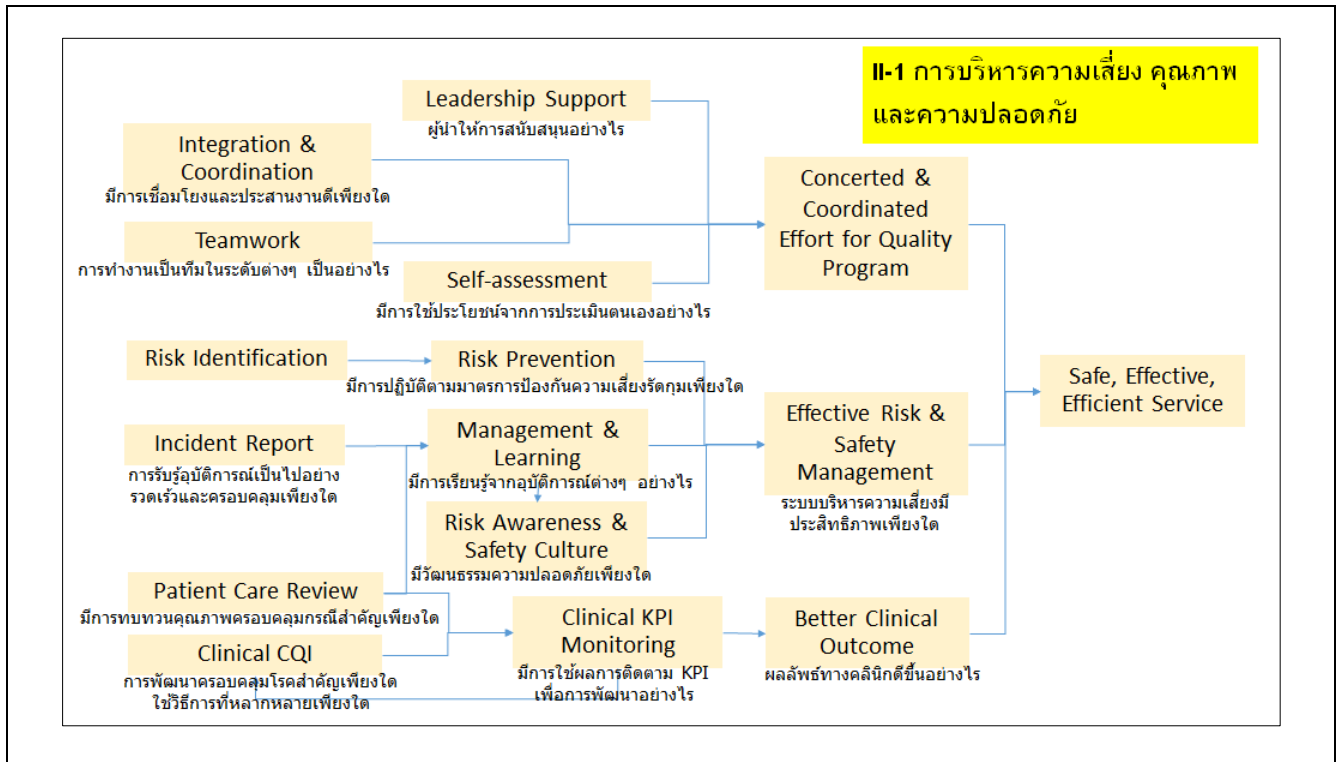 II-1 การบริหารความเสี่ยง คุณภาพ
และความปลอดภัย
Leadership Support
ผู้นำให้การสนับสนุนอย่างไร
Integration &
Coordination
มีการเชื่อมโยงและประสานงานดีเพียงใด
Teamwork
การทำงานเป็นทีมในระดับต่างๆ เป็นอย่างไร
Self-assessment
มีการใช้ประโยชน์จากการประเมินตนเองอย่างไร
Concerted &
Coordinated
Effort for Quality
Program
Risk Identification
Risk Prevention
มีการปฏิบัติตามมาตรการป้องกันความเสี่ยงรัดกุมเพียงใด
Incident Report
การรับรู้อุบัติการณ์เป็นไปอย่าง
รวดเร็วและครอบคลุมเพียงใด
Management &
Learning
มีการเรียนรู้จากอุบัติการณ์ต่างๆ อย่างไร
Risk Awareness &
Safety Culture
มีวัฒนธรรมความปลอดภัยเพียงใด
Effective Risk &
Safety
Management
ระบบบริหารความเสี่ยงมี
ประสิทธิภาพเพียงใด
Safe, Effective,
Efficient Service
Patient Care Review
มีการทบทวนคุณภาพครอบคลุมกรณีสำคัญเพียงใด
Clinical CQI
การพัฒนาครอบคลุมโรคสำคัญเพียงใด
ใช้วิธีการที่หลากหลายเพียงใด
Clinical KPI
Monitoring
มีการใช้ผลการติดตาม KPI
เพื่อการพัฒนาอย่างไร
Better Clinical
Outcome
ผลลัพธ์ทางคลินิกดีขึ้นอย่างไร